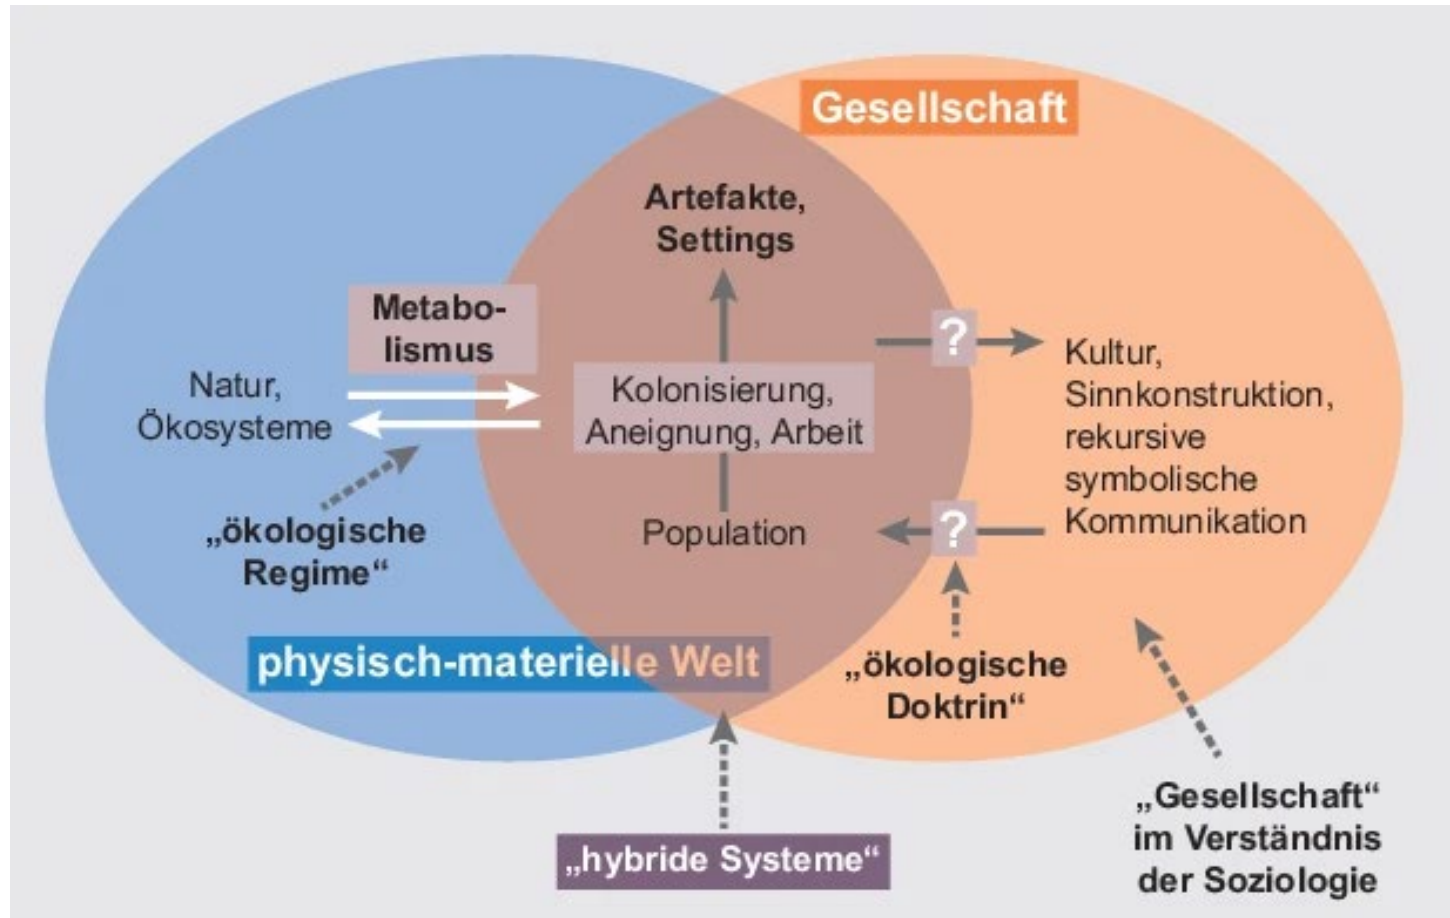 Gesellschaft
Artefakte,
Settings
Metabo-
lismus
?
Kultur,
Sinnkonstruktion,
rekursive
symbolische
Kommunikation
Natur,
Ökosysteme
Kolonisierung,
Aneignung, Arbeit
„ökologische
Regime“
Population
?
physisch-materielle Welt
„ökologische
Doktrin“
„hybride Systeme“
„Gesellschaft“
im Verständnis
der Soziologie